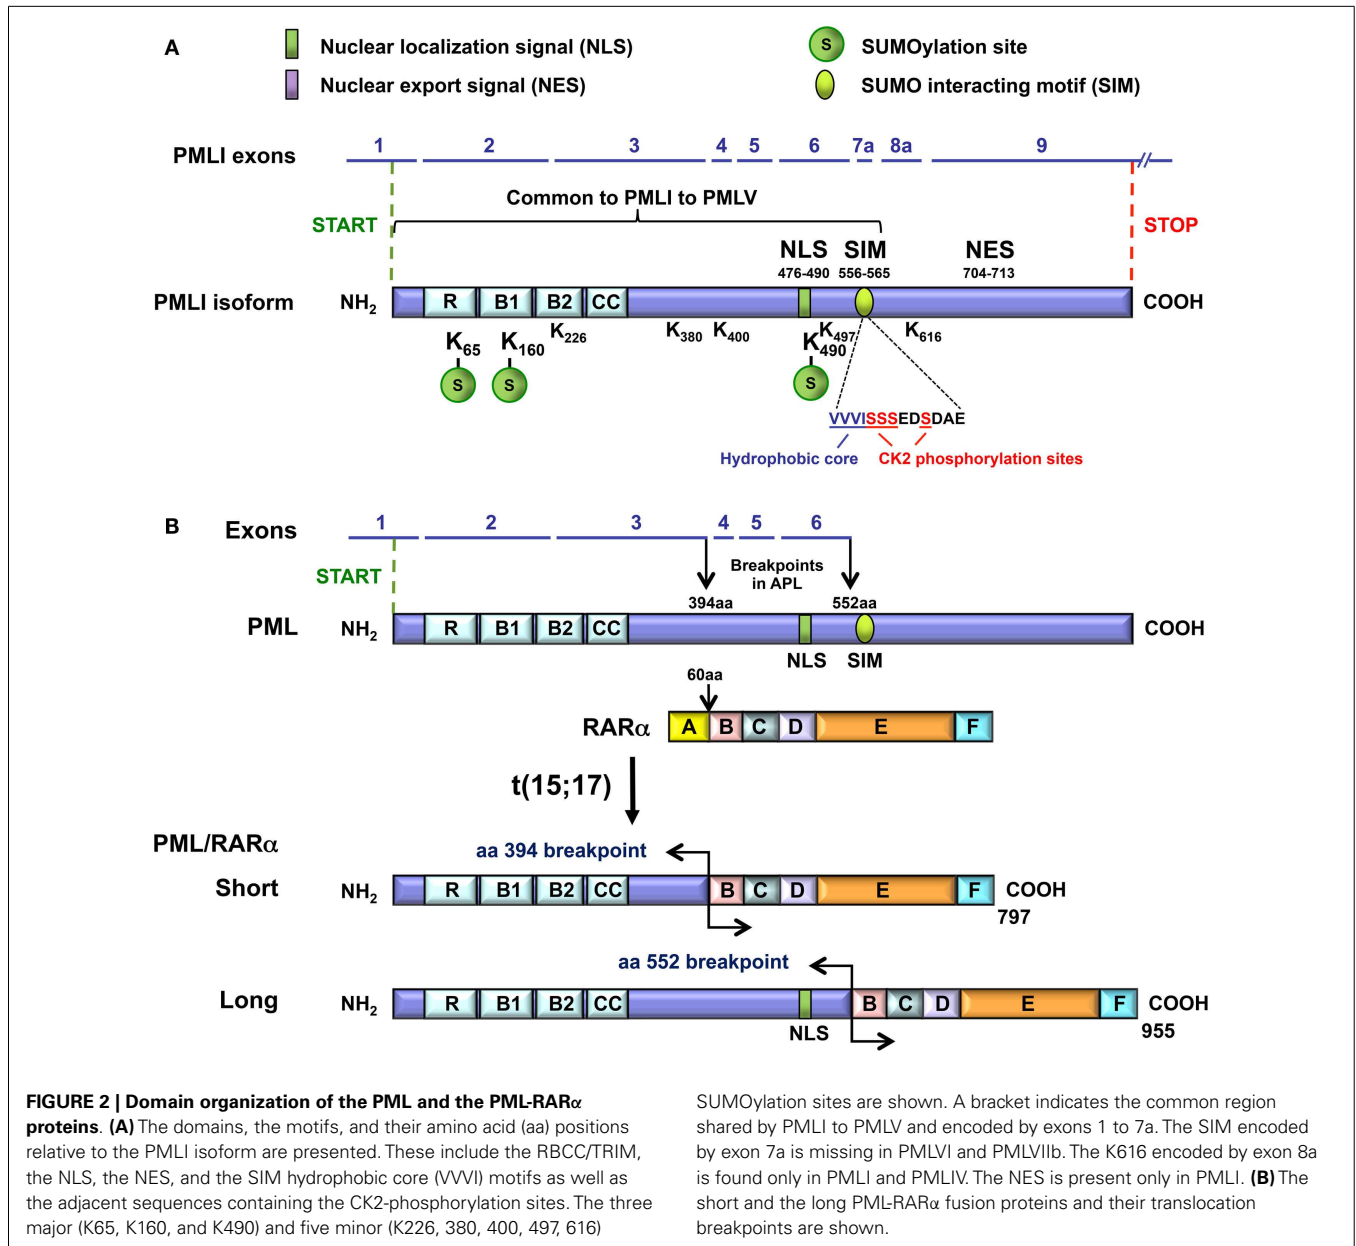 A
Nuclear localization signal (NLS)
S SUMOylation site
Nuclear export signal (NES)
SUMO interacting motif (SIM)
PMLI exons 1 2 3 4 5 6 7a 8a 9
Common to PMLI to PMLV
START
STOP
NLS SIM NES
476-490 556-565 704-713
PMLI isoform NH2 R B1 B2 CC COOH
K65 K160 K226 K380 K400 K490 K497 K616
S S S
VVVISSSEDSDAE
Hydrophobic core CK2 phosphorylation sites
B Exons 1 2 3 4 5 6
START
Breakpoints
in APL
394aa 552aa
PML NH2 R B1 B2 CC COOH
NLS SIM
60aa
RARα A B C D E F
t(15;17)
PML/RARα
aa 394 breakpoint
Short NH2 R B1 B2 CC B C D E F COOH
797
aa 552 breakpoint
Long NH2 R B1 B2 CC B C D E F COOH
NLS 955
FIGURE 2 | Domain organization of the PML and the PML-RARα
proteins. (A) The domains, the motifs, and their amino acid (aa) positions
relative to the PMLI isoform are presented. These include the RBCC/TRIM,
the NLS, the NES, and the SIM hydrophobic core (VVVI) motifs as well as
the adjacent sequences containing the CK2-phosphorylation sites. The three
major (K65, K160, and K490) and five minor (K226, 380, 400, 497, 616)
SUMOylation sites are shown. A bracket indicates the common region
shared by PMLI to PMLV and encoded by exons 1 to 7a. The SIM encoded
by exon 7a is missing in PMLVI and PMLVIIb. The K616 encoded by exon 8a
is found only in PMLI and PMLIV. The NES is present only in PMLI. (B) The
short and the long PML-RARα fusion proteins and their translocation
breakpoints are shown.